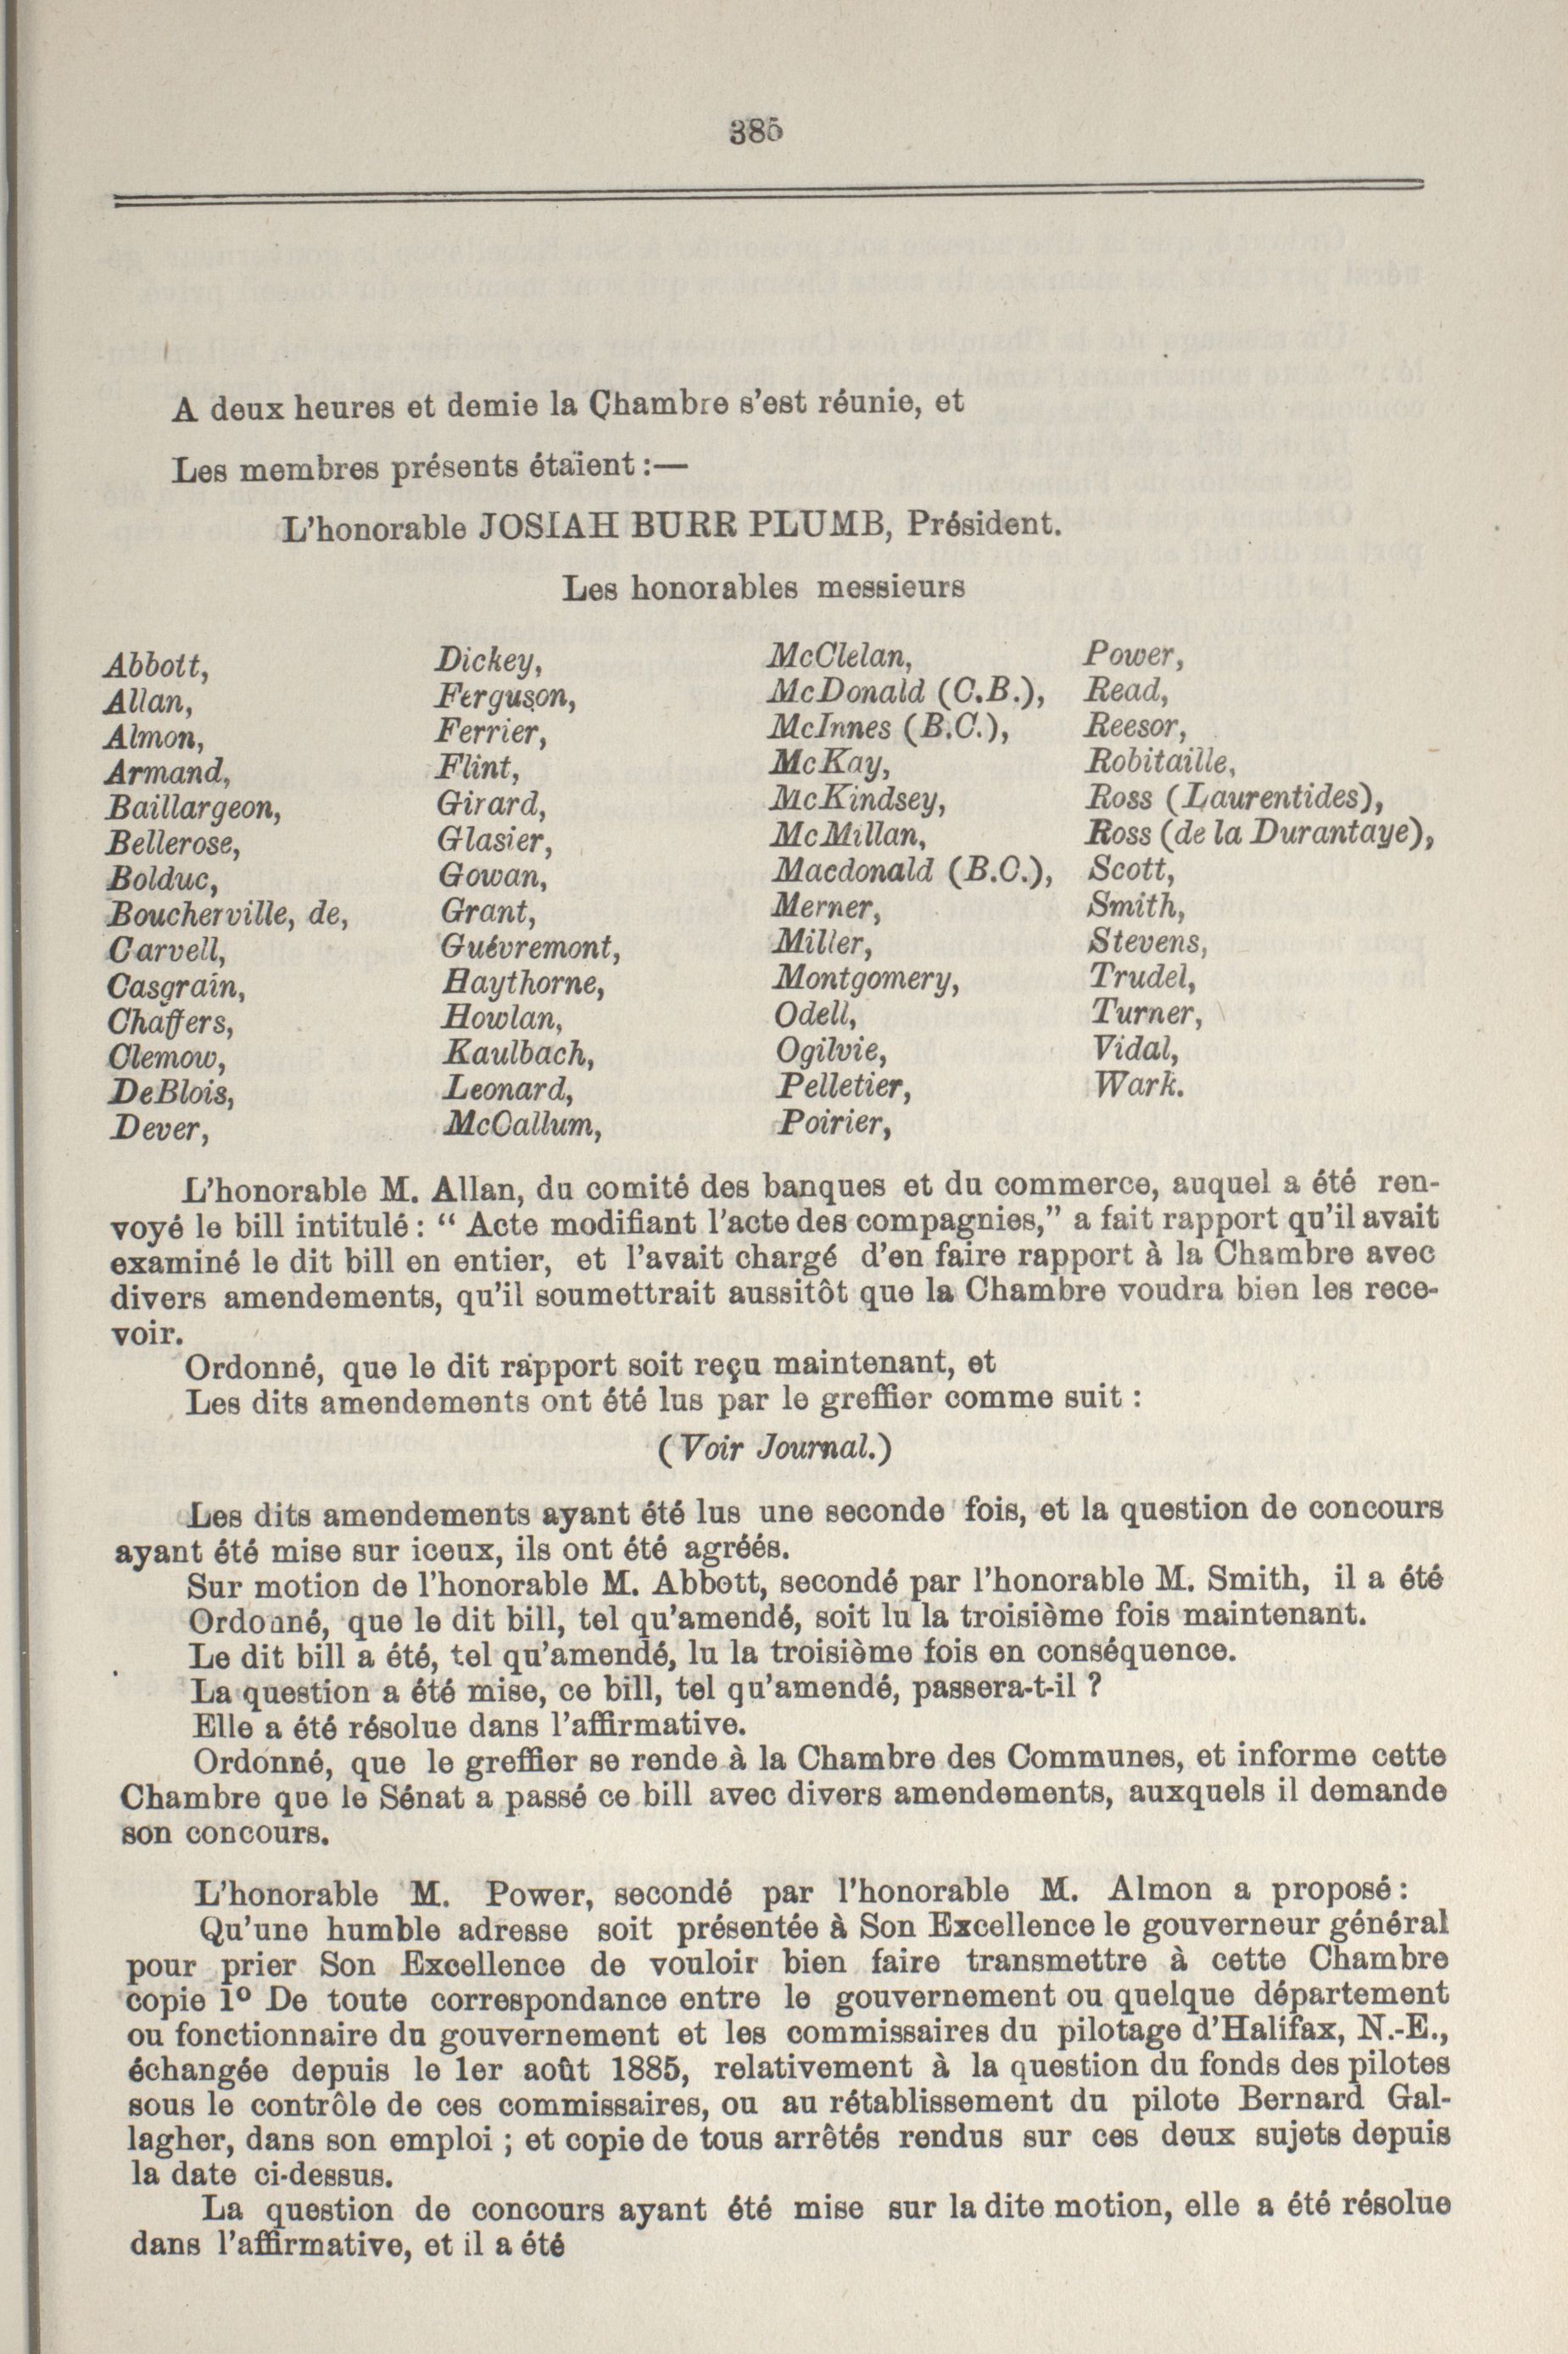 385
A deux heures et demie la Chambre s'est réunie, et
Les membres présents étaient :—
L'honorable JOSIAH BURR PLUMB, Président.
Les honorables messieurs
Abbott,
Allan,
Almon,
Armand,
Baillargeon,
Bellerose,
Bolduc,
Boucherville, de,
Carvell,
Casgrain,
Chaffers,
Clemow,
DeBlois,
Dever,
Dickey,
Ferguson,
Ferrier,
Flint,
Girard,
Glasier,
Gowan,
Grant,
Guévremont,
Haythorne,
Howlan,
Kaulbach,
Leonard,
McCallum,
McClelan,
McDonald (C.B.),
McInnes (B.C.),
McKay,
McKindsey,
McMillan,
Macdonald (B.C.),
Merner,
Miller,
Montgomery,
Odell,
Ogilvie,
Pelletier,
Poirier,
Power,
Read,
Reesor,
Robitaille,
Ross (Laurentides),
Ross (de la Durantaye),
Scott,
Smith,
Stevens,
Trudel,
Turner,
Vidal,
Wark.
L'honorable M. Allan, du comité des banques et du commerce, auquel a été ren-
voyé le bill intitulé : “ Acte modifiant l'acte des compagnies,” a fait rapport qu'il avait
examiné le dit bill en entier, et l'avait chargé d'en faire rapport à la Chambre avec
divers amendements, qu'il soumettrait aussitôt que la Chambre voudra bien les rece-
voir.
Ordonné, que le dit rapport soit reçu maintenant, et
Les dits amendements ont été lus par le greffier comme suit :
(Voir Journal.)
Les dits amendements ayant été lus une seconde fois, et la question de concours
ayant été mise sur iceux, ils ont été agréés.
Sur motion de l'honorable M. Abbott, secondé par l'honorable M. Smith, il a été
Ordonné, que le dit bill, tel qu'amendé, soit lu la troisième fois maintenant.
Le dit bill a été, tel qu'amendé, lu la troisième fois en conséquence.
La question a été mise, ce bill, tel qu'amendé, passera-t-il ?
Elle a été résolue dans l'affirmative.
Ordonné, que le greffier se rende à la Chambre des Communes, et informe cette
Chambre que le Sénat a passé ce bill avec divers amendements, auxquels il demande
son concours.
L'honorable M. Power, secondé par l'honorable M. Almon a proposé :
Qu'une humble adresse soit présentée à Son Excellence le gouverneur général
pour prier Son Excellence de vouloir bien faire transmettre à cette Chambre
copie 1º De toute correspondance entre le gouvernement ou quelque département
ou fonctionnaire du gouvernement et les commissaires du pilotage d'Halifax, N.-E.,
échangée depuis le 1er août 1885, relativement à la question du fonds des pilotes
sous le contrôle de ces commissaires, ou au rétablissement du pilote Bernard Gal-
lagher, dans son emploi ; et copie de tous arrêtés rendus sur ces deux sujets depuis
la date ci-dessus.
La question de concours ayant été mise sur la dite motion, elle a été résolue
dans l'affirmative, et il a été